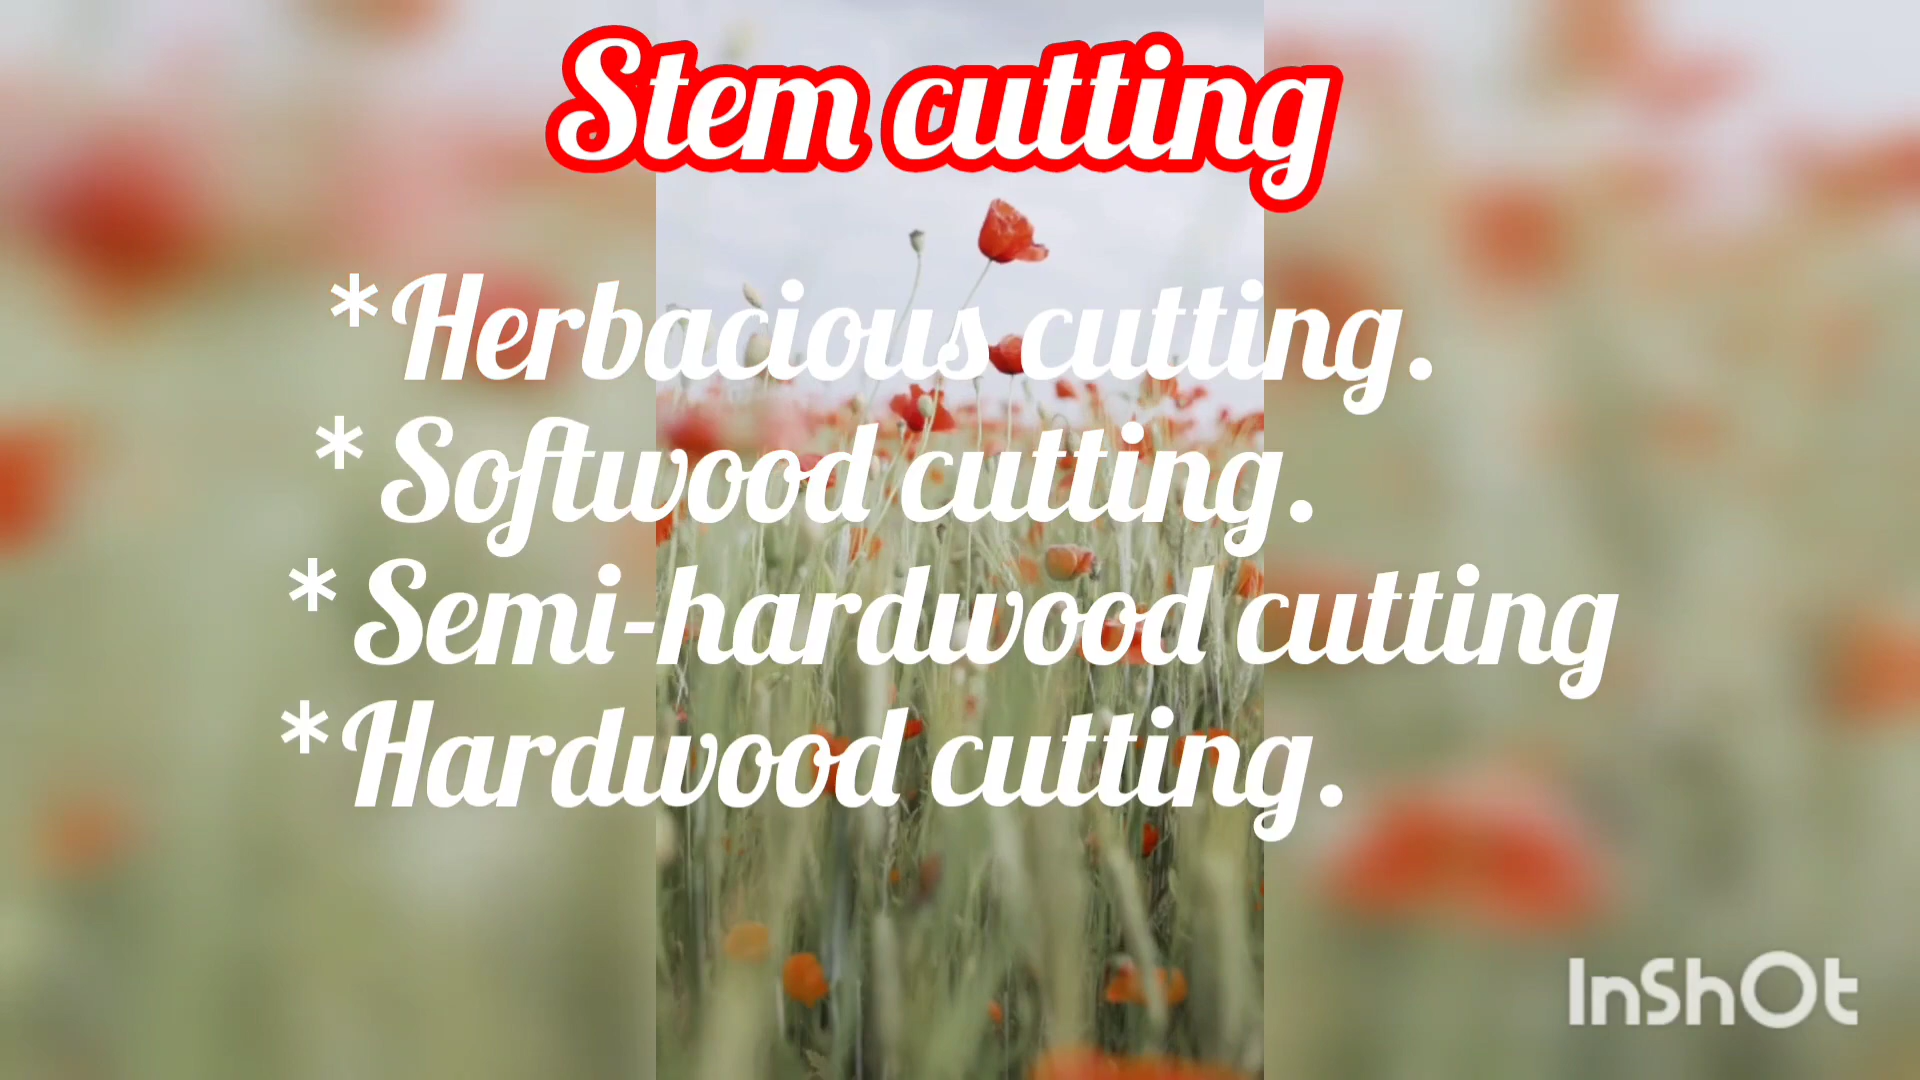 Stem cutting
*Herbacious cutting.
* Softwood cutting.
* Semi-hardwood cutting
*Hardwood cutting.
InShOt